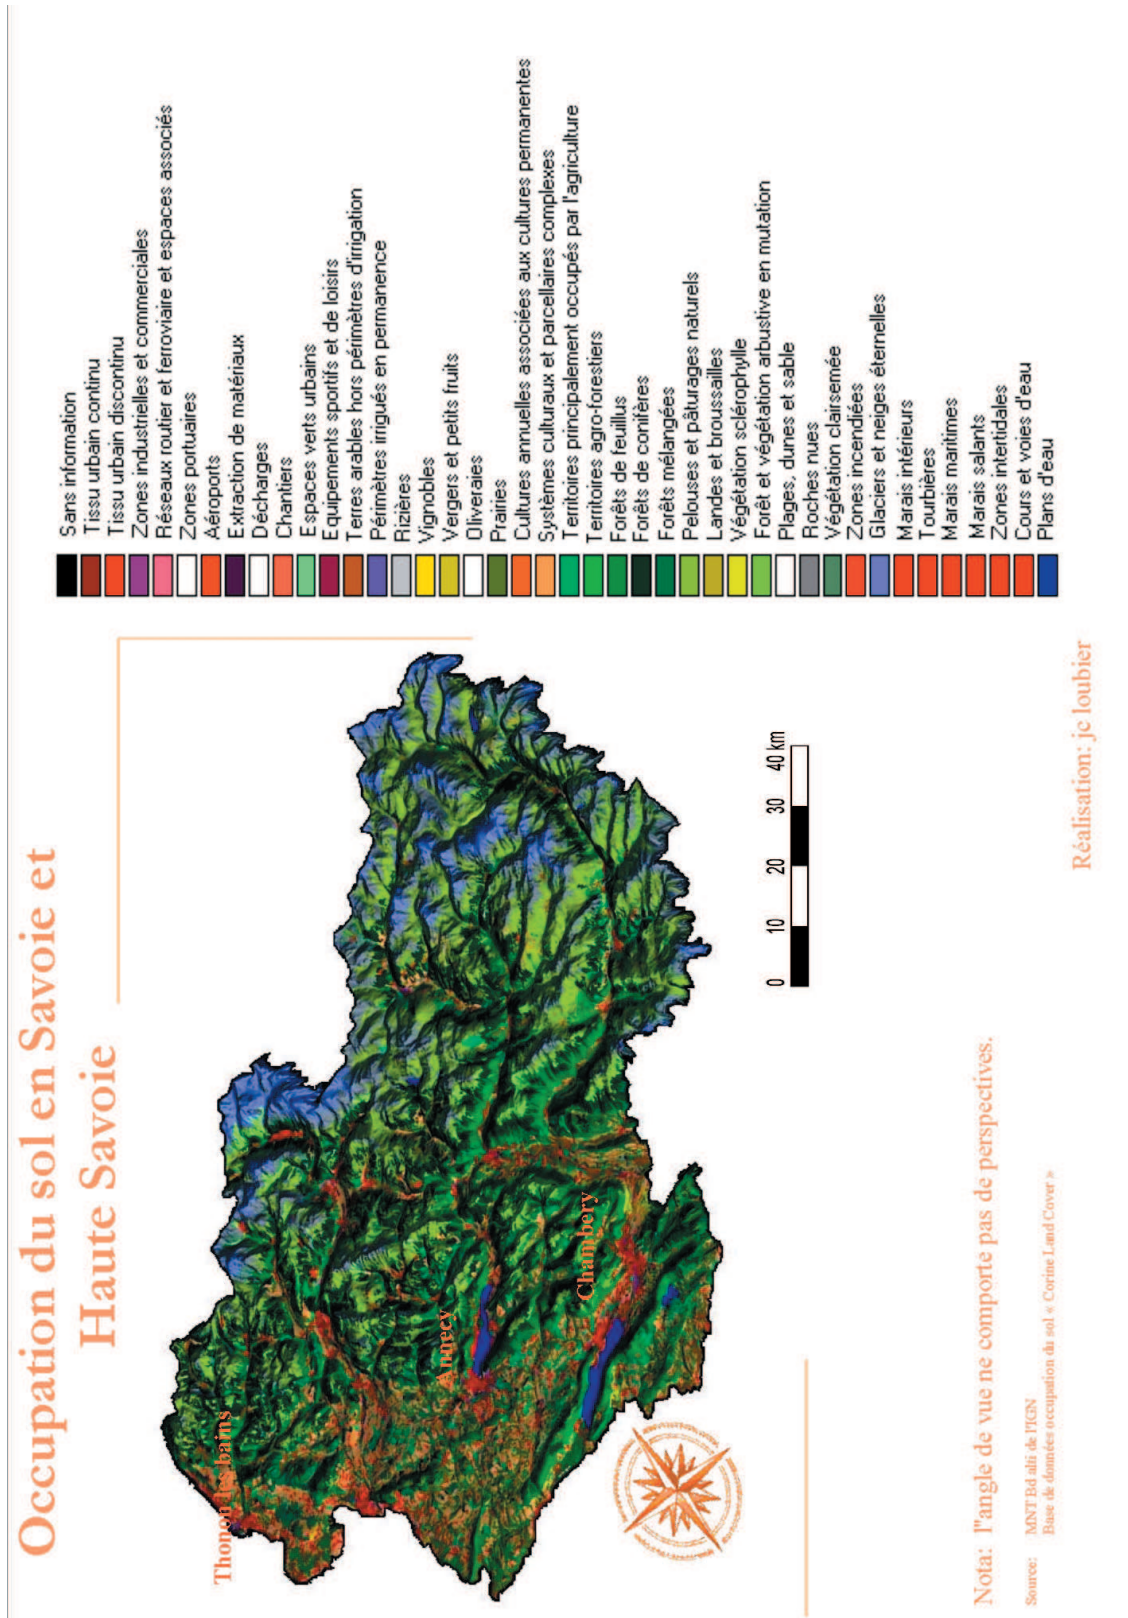 Occupation du sol en Savoie et
Haute Savoie
Thonon les bains
Annecy
Chambery
Sans information
Tissu urbain continu
Tissu urbain discontinu
Zones industrielles et commerciales
Réseaux routier et ferroviaire et espaces associés
Zones portuaires
Aéroports
Extraction de matériaux
Décharges
Chantiers
Espaces verts urbains
Equipements sportifs et de loisirs
Terres arables hors périmètres d'irrigation
Périmètres irrigués en permanence
Rizières
Vignobles
Vergers et petits fruits
Oliveraies
Prairies
Cultures annuelles associées aux cultures permanentes
Systèmes culturaux et parcellaires complexes
Territoires principalement occupés par l'agriculture
Territoires agro-forestiers
Forêts de feuillus
Forêts de conifères
Forêts mélangées
Pelouses et pâturages naturels
Landes et broussailles
Végétation sclérophylle
Forêt et végétation arbustive en mutation
Plages, dunes et sable
Roches nues
Végétation clairsemée
Zones incendiées
Glaciers et neiges éternelles
Marais intérieurs
Tourbières
Marais maritimes
Marais salants
Zones intertidales
Cours et voies d'eau
Plans d'eau
0 10 20 30 40 km
Nota: l"angle de vue ne comporte pas de perspectives.
Source: MNT Bd alti de l'IGN
Base de données occupation du sol « Corine Land Cover »
Réalisation: jc loubier